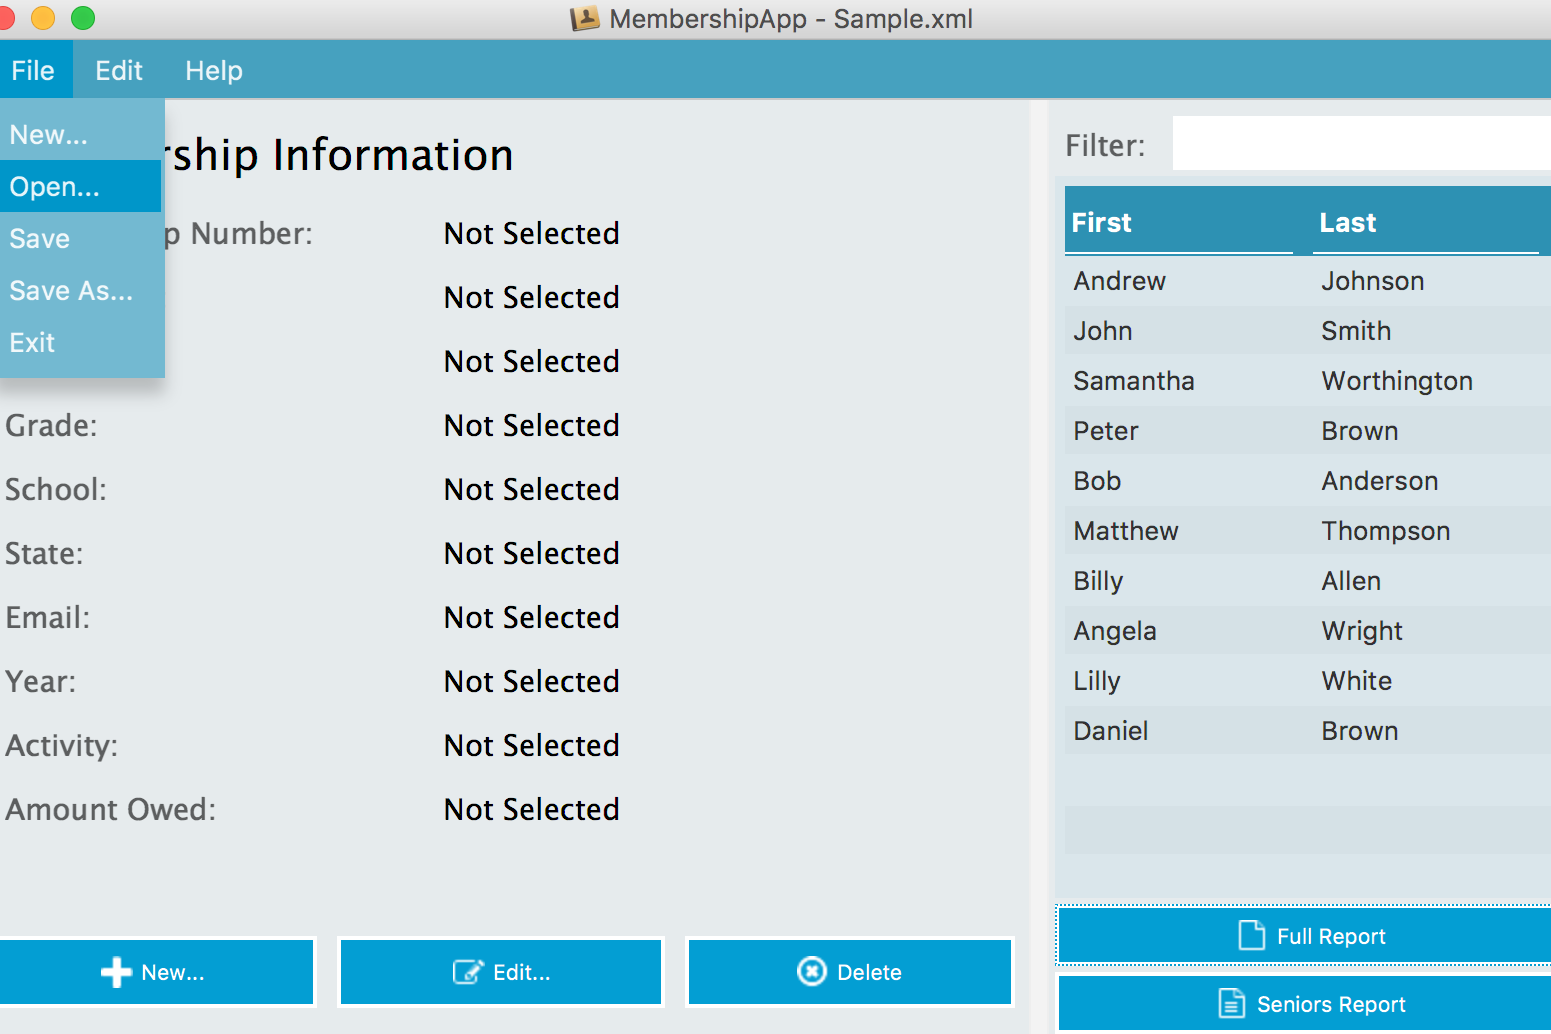 MembershipApp - Sample.xml
File Edit Help
New...
Open...
Save
Save As...
Exit
rship Information
p Number: Not Selected
Not Selected
Not Selected
Grade: Not Selected
School: Not Selected
State: Not Selected
Email: Not Selected
Year: Not Selected
Activity: Not Selected
Amount Owed: Not Selected
New... Edit... Delete
Filter:
First Last
Andrew Johnson
John Smith
Samantha Worthington
Peter Brown
Bob Anderson
Matthew Thompson
Billy Allen
Angela Wright
Lilly White
Daniel Brown
Full Report
Seniors Report